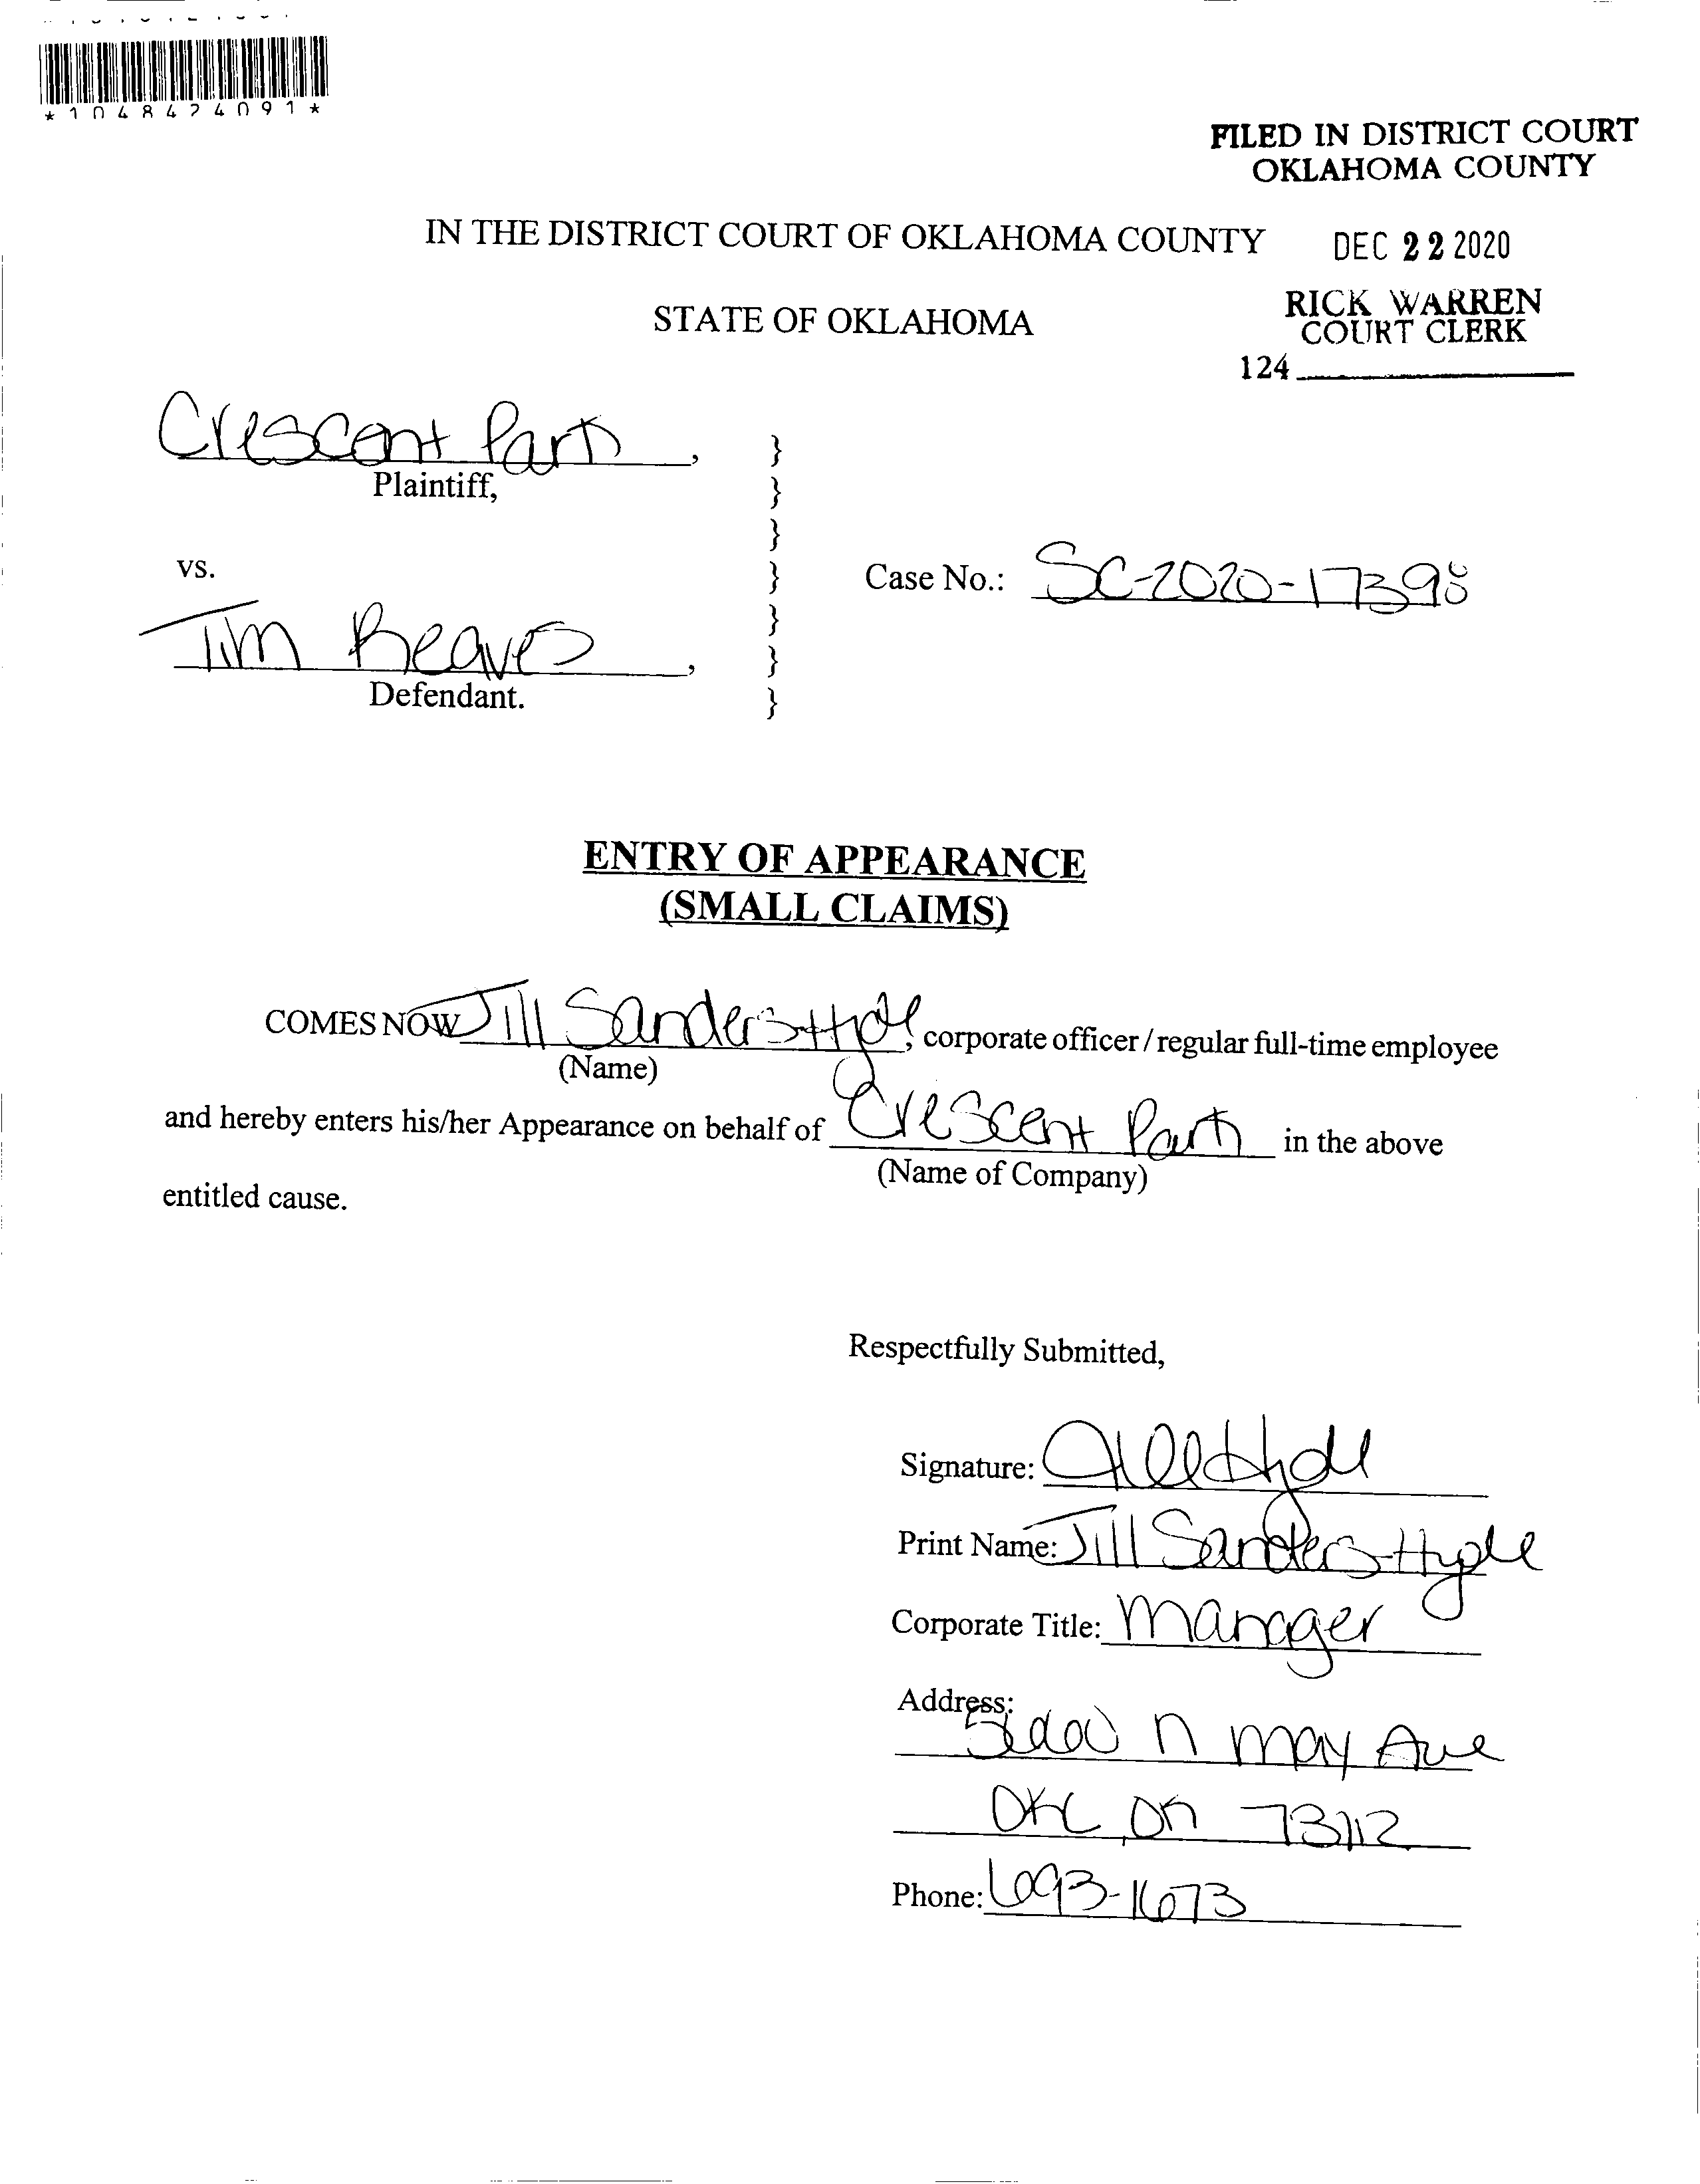 *1048424091*
FILED IN DISTRICT COURT
OKLAHOMA COUNTY
IN THE DISTRICT COURT OF OKLAHOMA COUNTY
DEC 22 2020
STATE OF OKLAHOMA
RICK WARREN
COURT CLERK
124
Crescent Park,
Plaintiff,
vs.
Case No.: SC-2020-17398
Tim Reaves,
Defendant.
}
}
}
}
}
}
}
ENTRY OF APPEARANCE
(SMALL CLAIMS)
COMES NOW Jill Sanders-Hyde, corporate officer / regular full-time employee
(Name)
and hereby enters his/her Appearance on behalf of Crescent Park in the above
(Name of Company)
entitled cause.
Respectfully Submitted,
Signature: Jill Hyde
Print Name: Jill Sanders-Hyde
Corporate Title: Manager
Address:
N May Ave
OKC, OK 73112
Phone: 693-1673